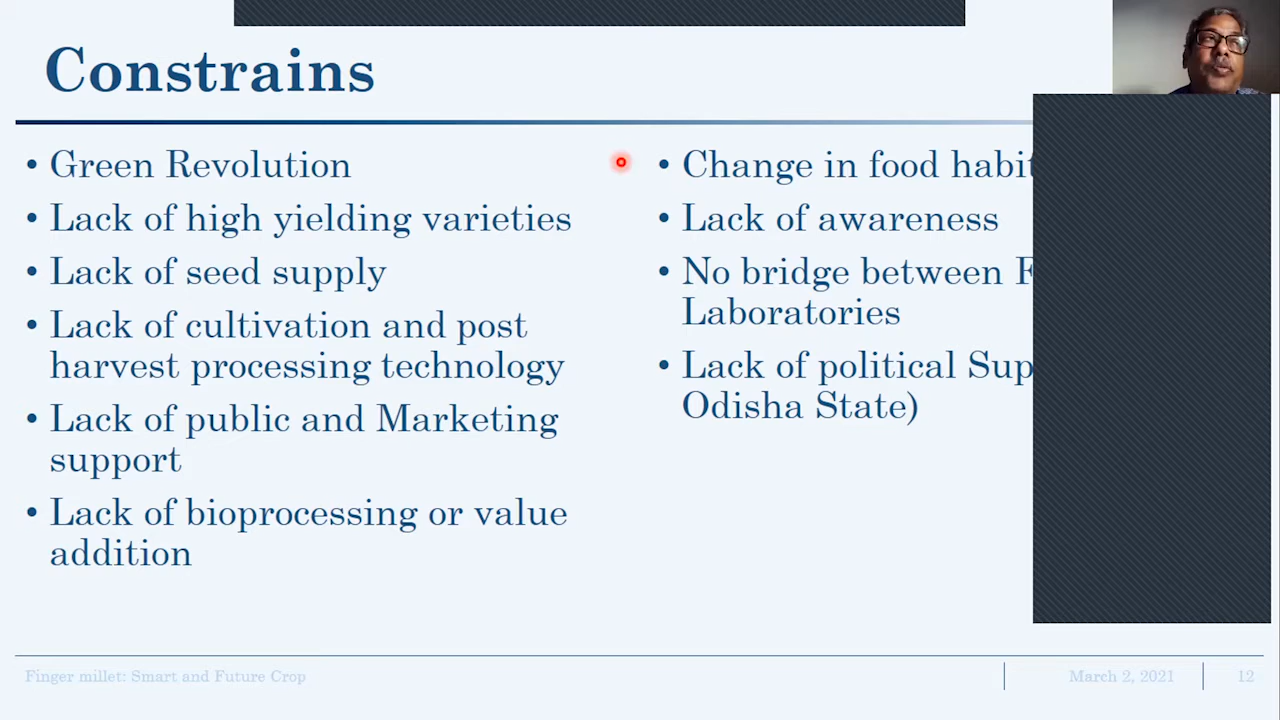 Constrains
• Green Revolution
• Lack of high yielding varieties
• Lack of seed supply
• Lack of cultivation and post
harvest processing technology
• Lack of public and Marketing
support
• Lack of bioprocessing or value
addition
• Change in food
• Lack of awareness
• No bridge between
Laboratories
• Lack of political
Odisha State)
Finger millet: Smart and Future Crop
March 2, 2021
12